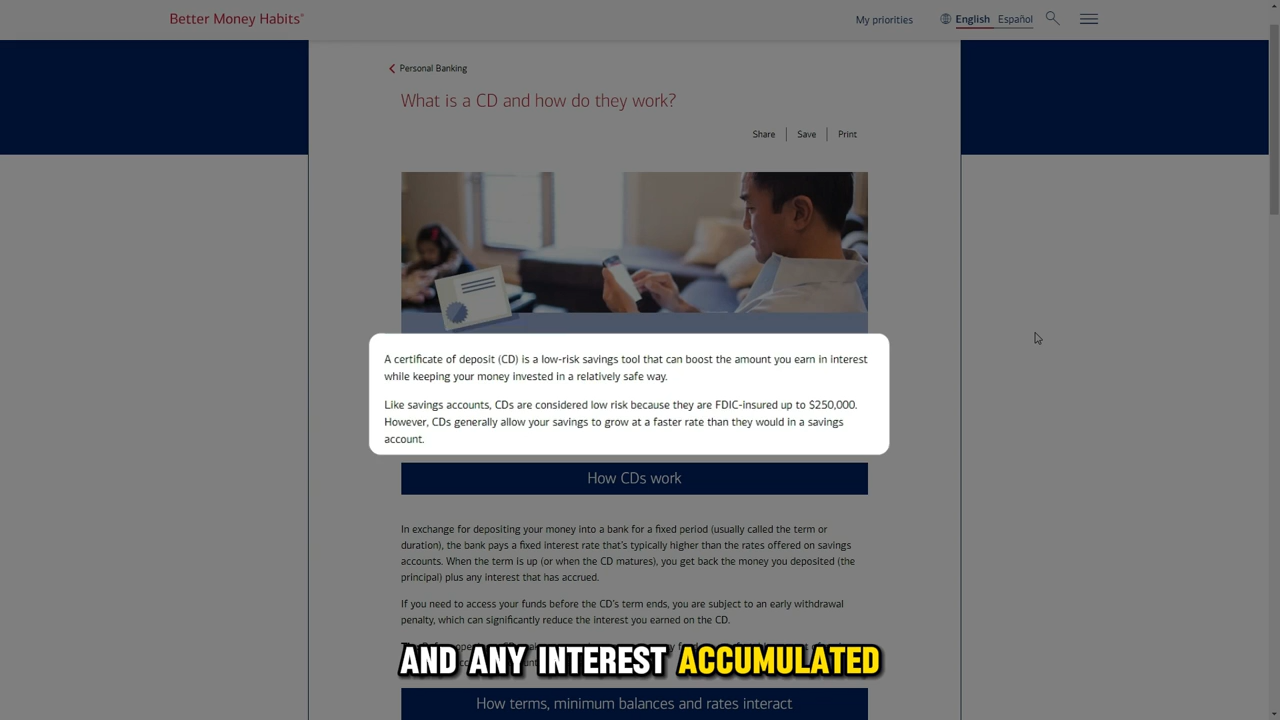 Better Money Habits®
My priorities
English
Español
Personal Banking
What is a CD and how do they work?
Share
Save
Print
A certificate of deposit (CD) is a low-risk savings tool that can boost the amount you earn in interest
while keeping your money invested in a relatively safe way.
Like savings accounts, CDs are considered low risk because they are FDIC-insured up to $250,000.
However, CDs generally allow your savings to grow at a faster rate than they would in a savings
account.
How CDs work
In exchange for depositing your money into a bank for a fixed period (usually called the term or
duration), the bank pays a fixed interest rate that's typically higher than the rates offered on savings
accounts. When the term is up (or when the CD matures), you get back the money you deposited (the
principal) plus any interest that has accrued.
If you need to access your funds before the CD's term ends, you are subject to an early withdrawal
penalty, which can significantly reduce the interest you earned on the CD.
AND ANY INTEREST ACCUMULATED
How terms, minimum balances and rates interact